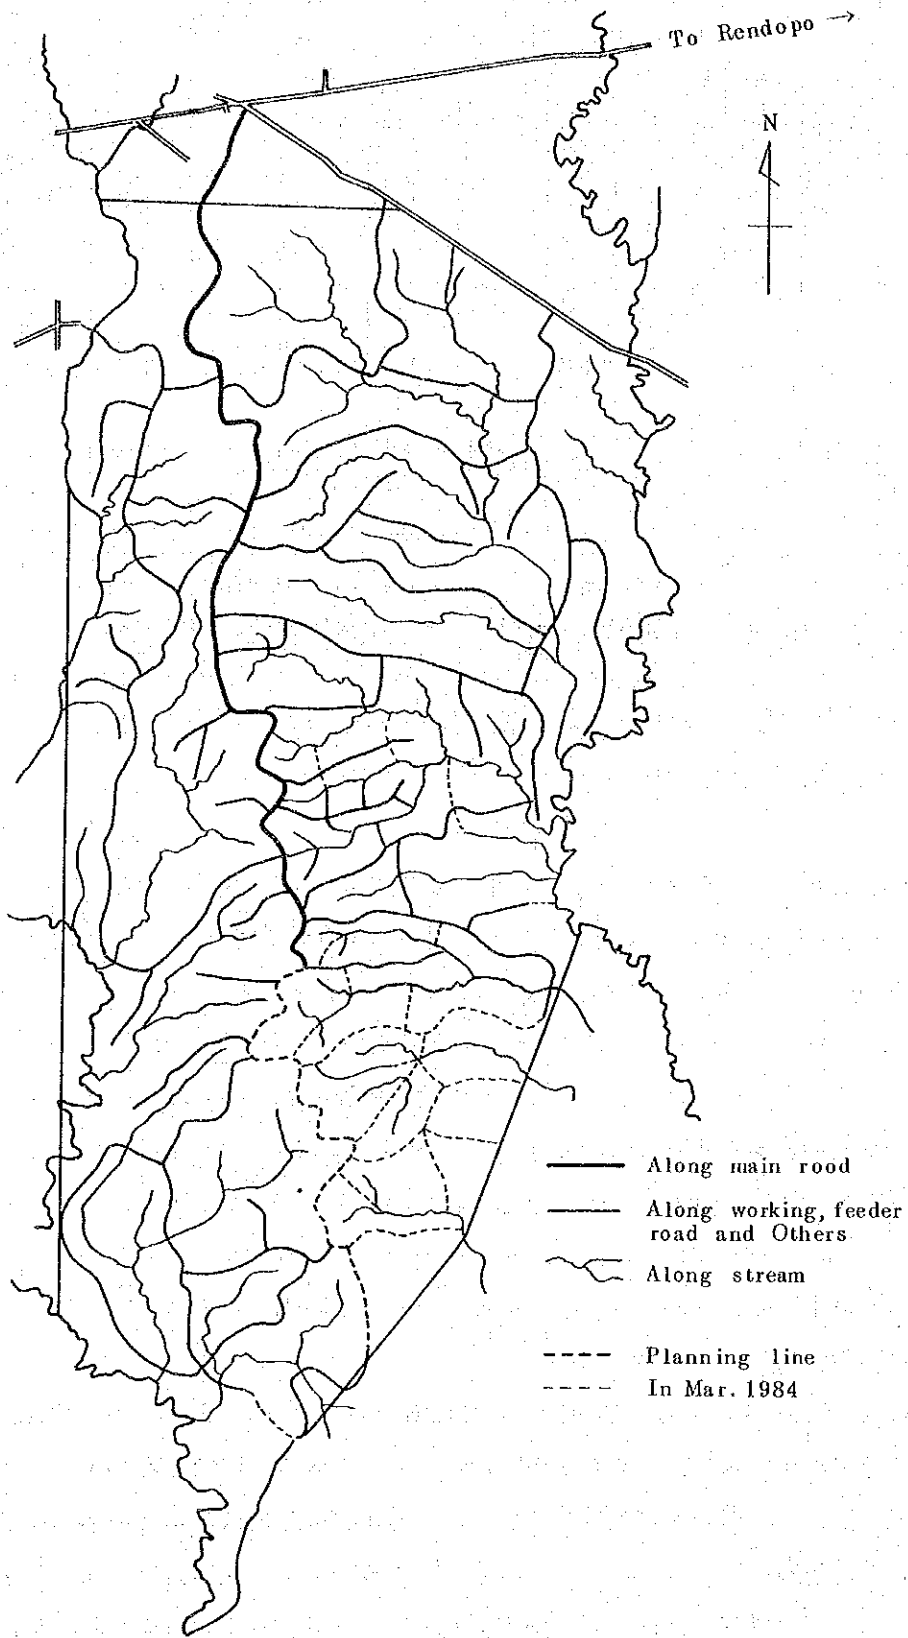 To Rendopo →
N
Along main rood
Along working, feeder
road and Others
Along stream
Planning line
In Mar. 1984